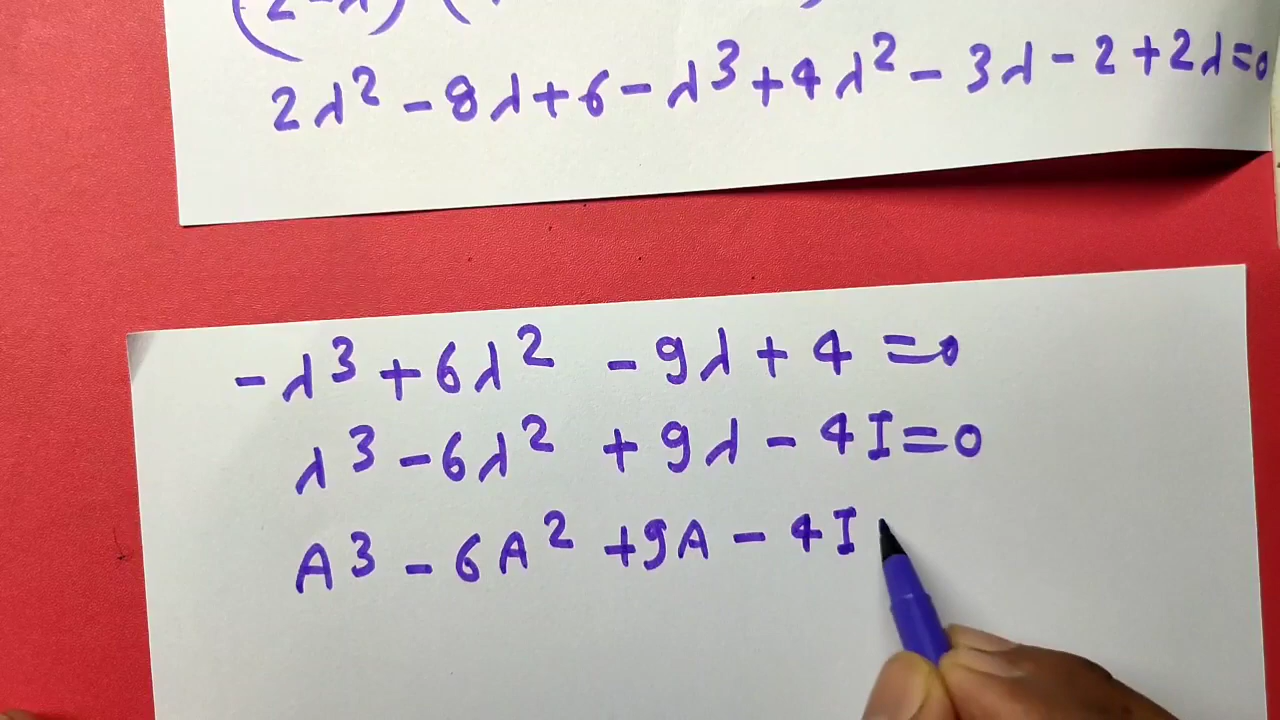 (2-λ)
2λ² - 8λ + 6 - λ³ + 4λ² - 3λ - 2 + 2λ = 0
-λ³ + 6λ² - 9λ + 4 = 0
λ³ - 6λ² + 9λ - 4I = 0
A³ - 6A² + 9A - 4I